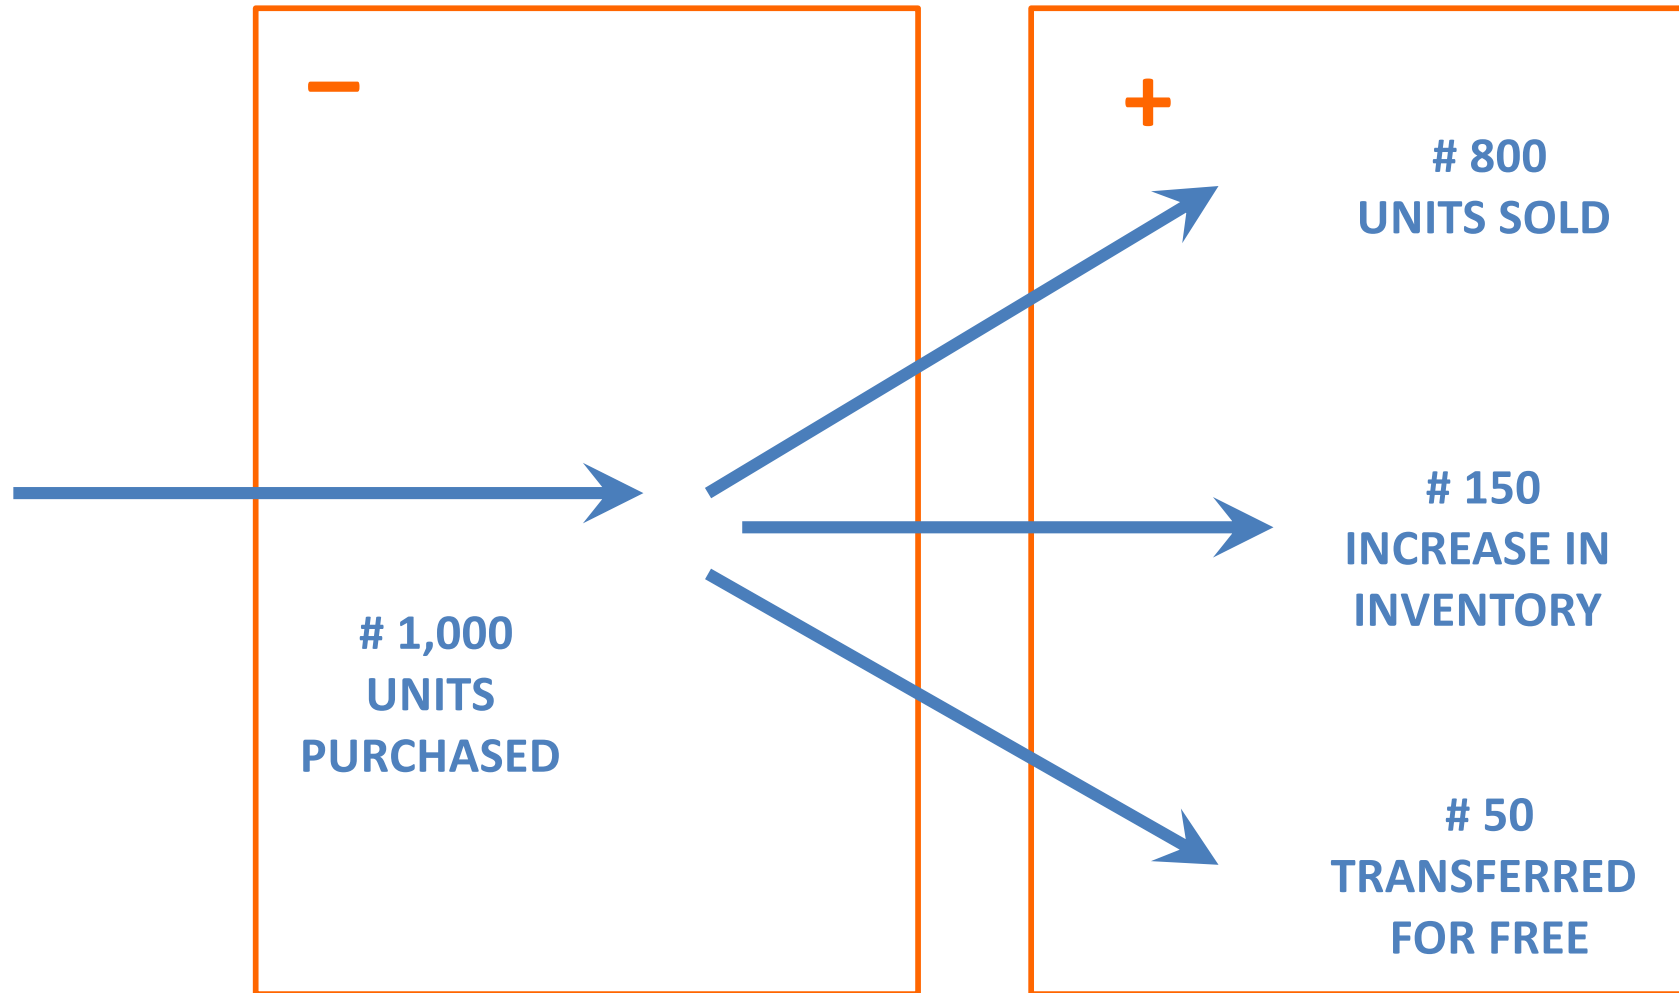 −
+
# 800
UNITS SOLD
# 150
INCREASE IN
INVENTORY
# 1,000
UNITS
PURCHASED
# 50
TRANSFERRED
FOR FREE